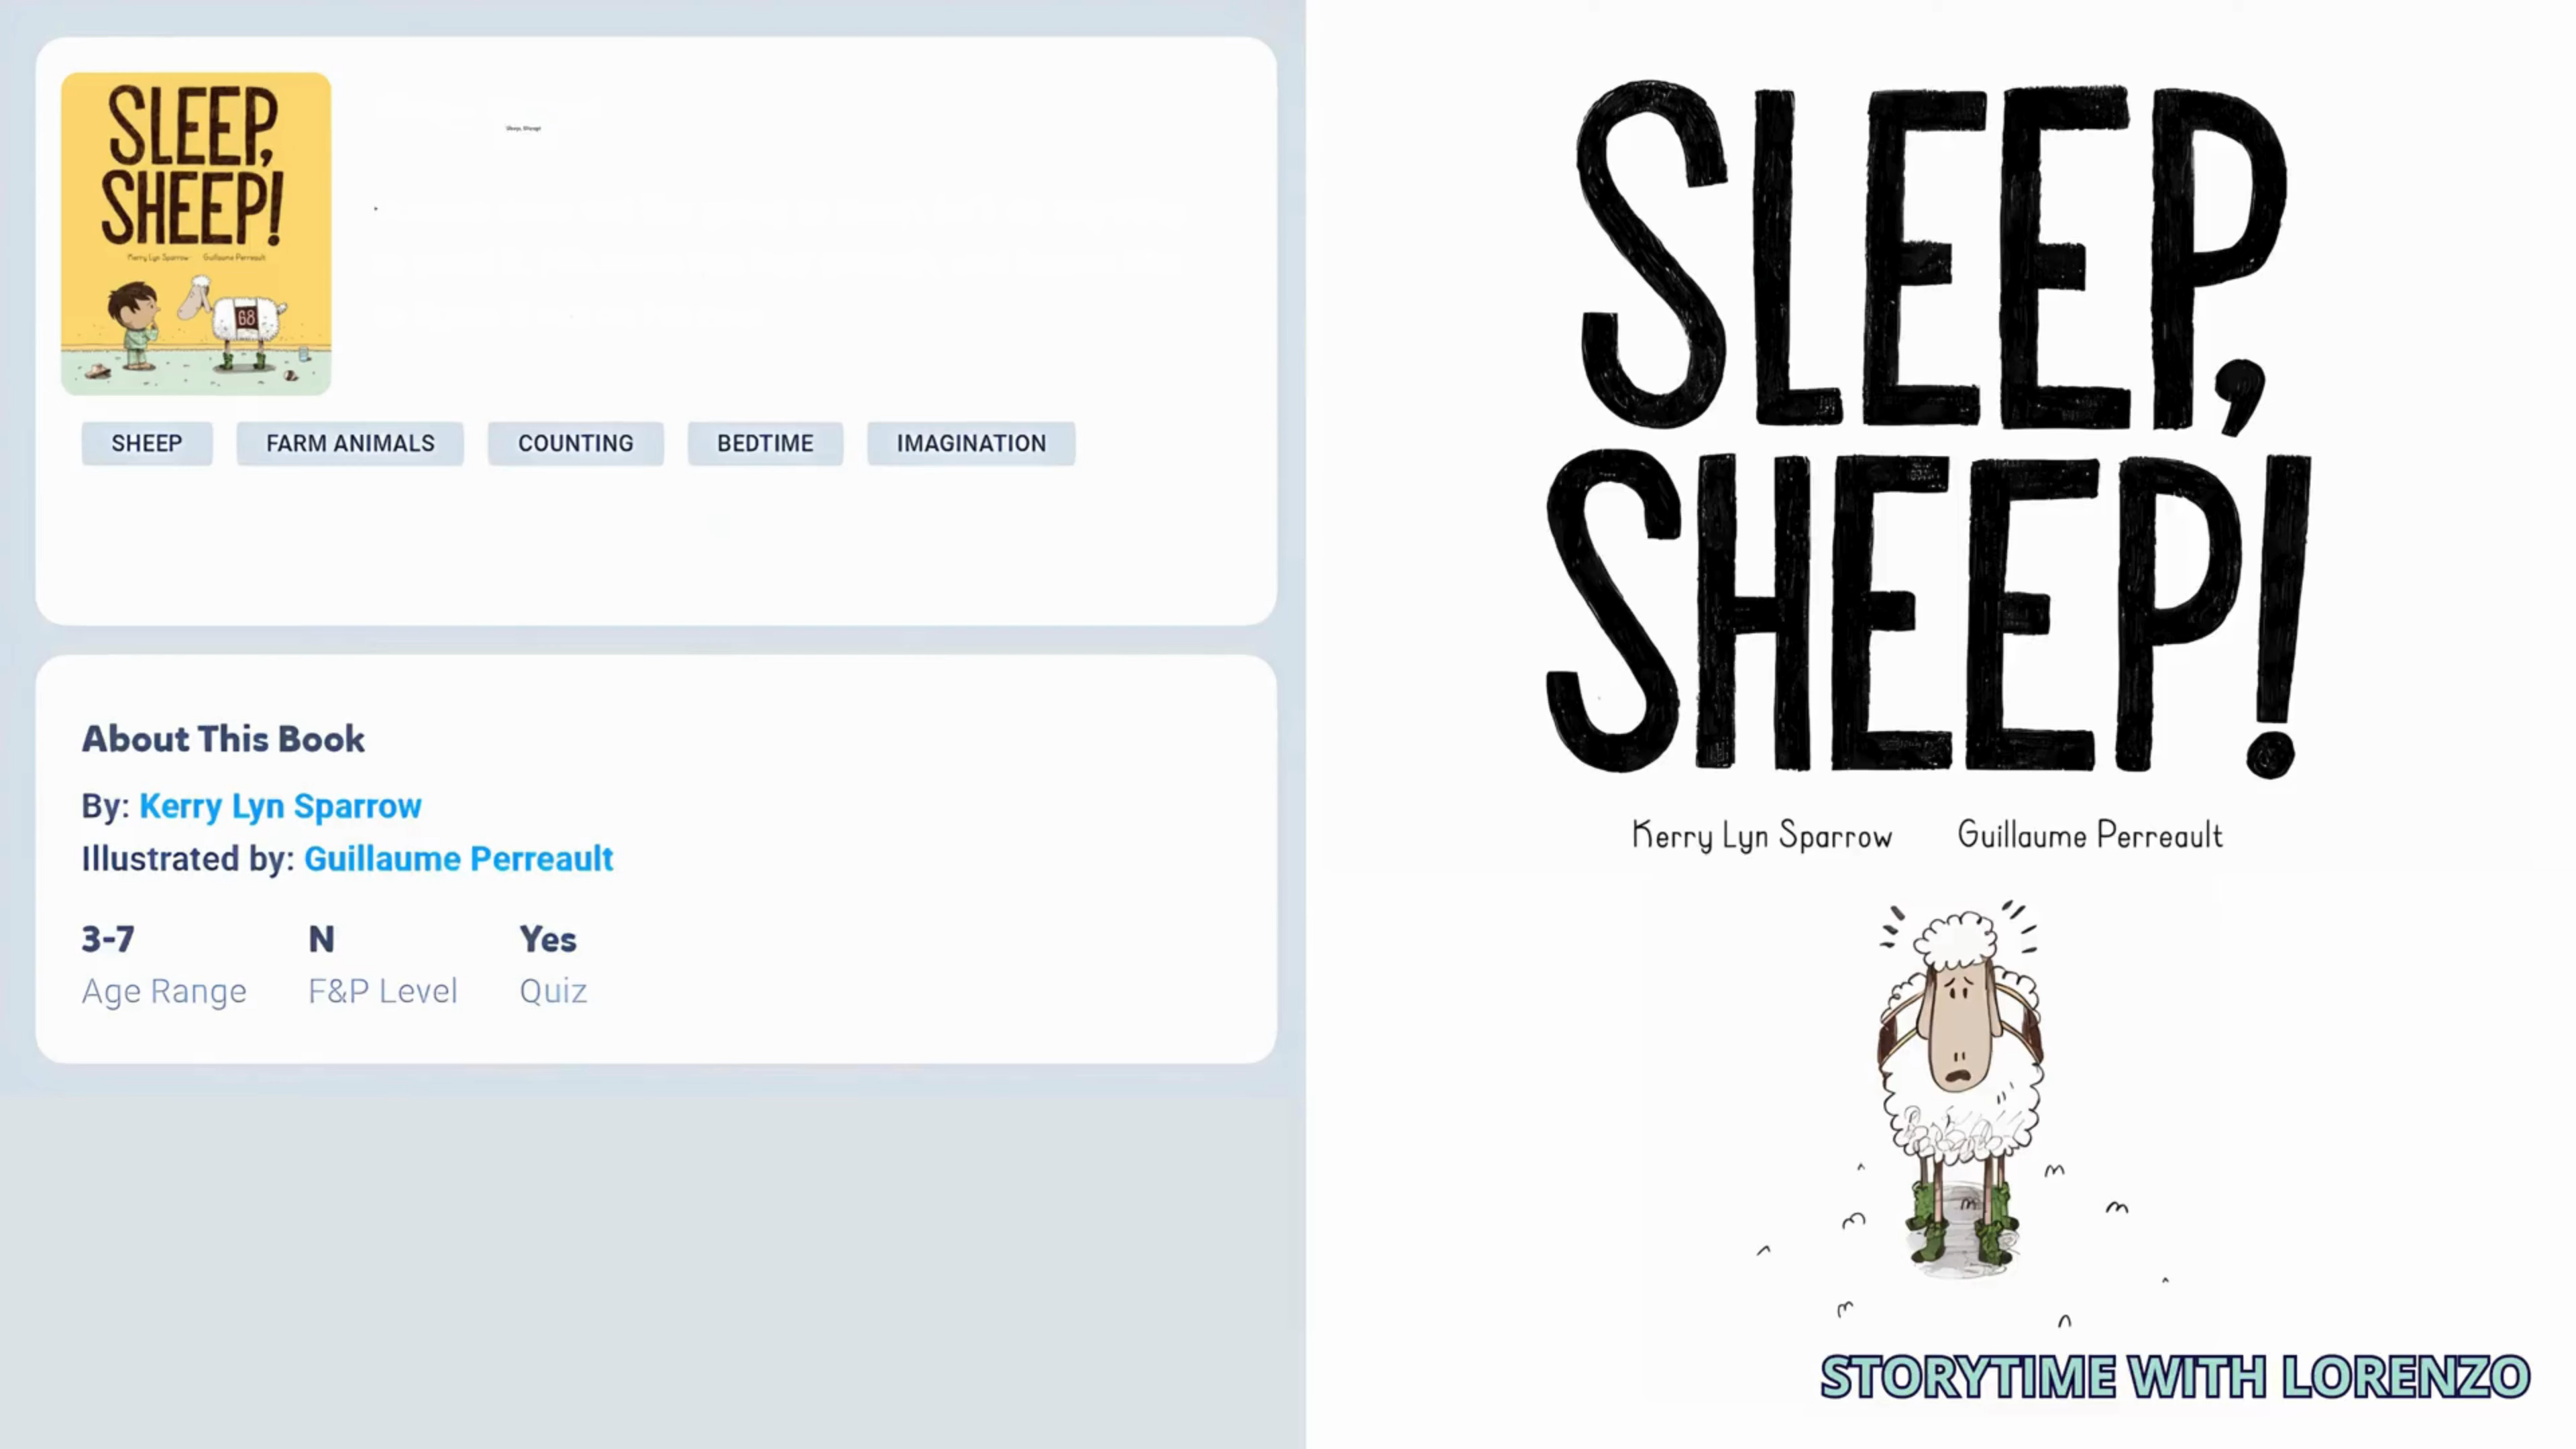 SLEEP,
SHEEP!
Kerry Lyn Sparrow Guillaume Perreault
68
Sleep, Sheep!
SHEEP FARM ANIMALS COUNTING BEDTIME IMAGINATION
About This Book
By: Kerry Lyn Sparrow
Illustrated by: Guillaume Perreault
3-7 N Yes
Age Range F&P Level Quiz
SLEEP,
SHEEP!
Kerry Lyn Sparrow Guillaume Perreault
STORYTIME WITH LORENZO